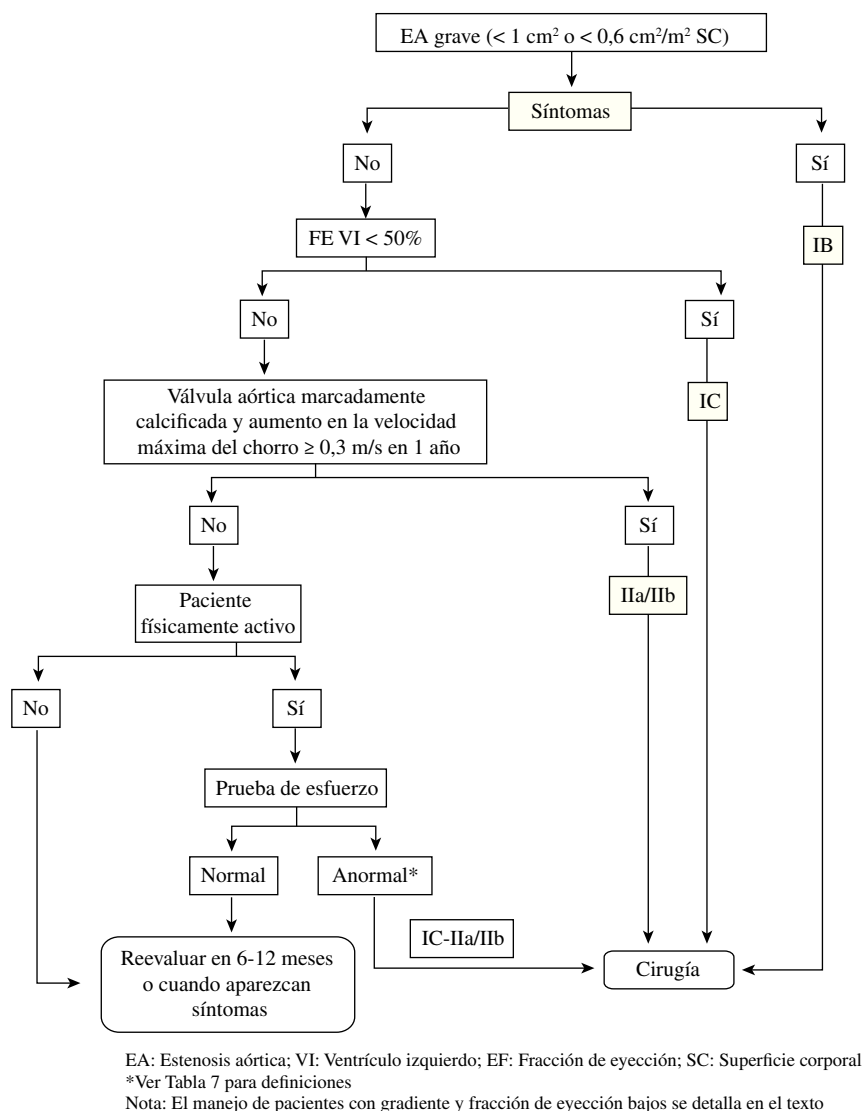 EA grave (< 1 cm² o < 0,6 cm²/m² SC)
Síntomas
No
Sí
FE VI < 50%
IB
No
Sí
Válvula aórtica marcadamente
calcificada y aumento en la velocidad
máxima del chorro ≥ 0,3 m/s en 1 año
IC
No
Sí
Paciente
físicamente activo
IIa/IIb
No
Sí
Prueba de esfuerzo
Normal
Anormal*
IC-IIa/IIb
Reevaluar en 6-12 meses
o cuando aparezcan
síntomas
Cirugía
EA: Estenosis aórtica; VI: Ventrículo izquierdo; EF: Fracción de eyección; SC: Superficie corporal
*Ver Tabla 7 para definiciones
Nota: El manejo de pacientes con gradiente y fracción de eyección bajos se detalla en el texto